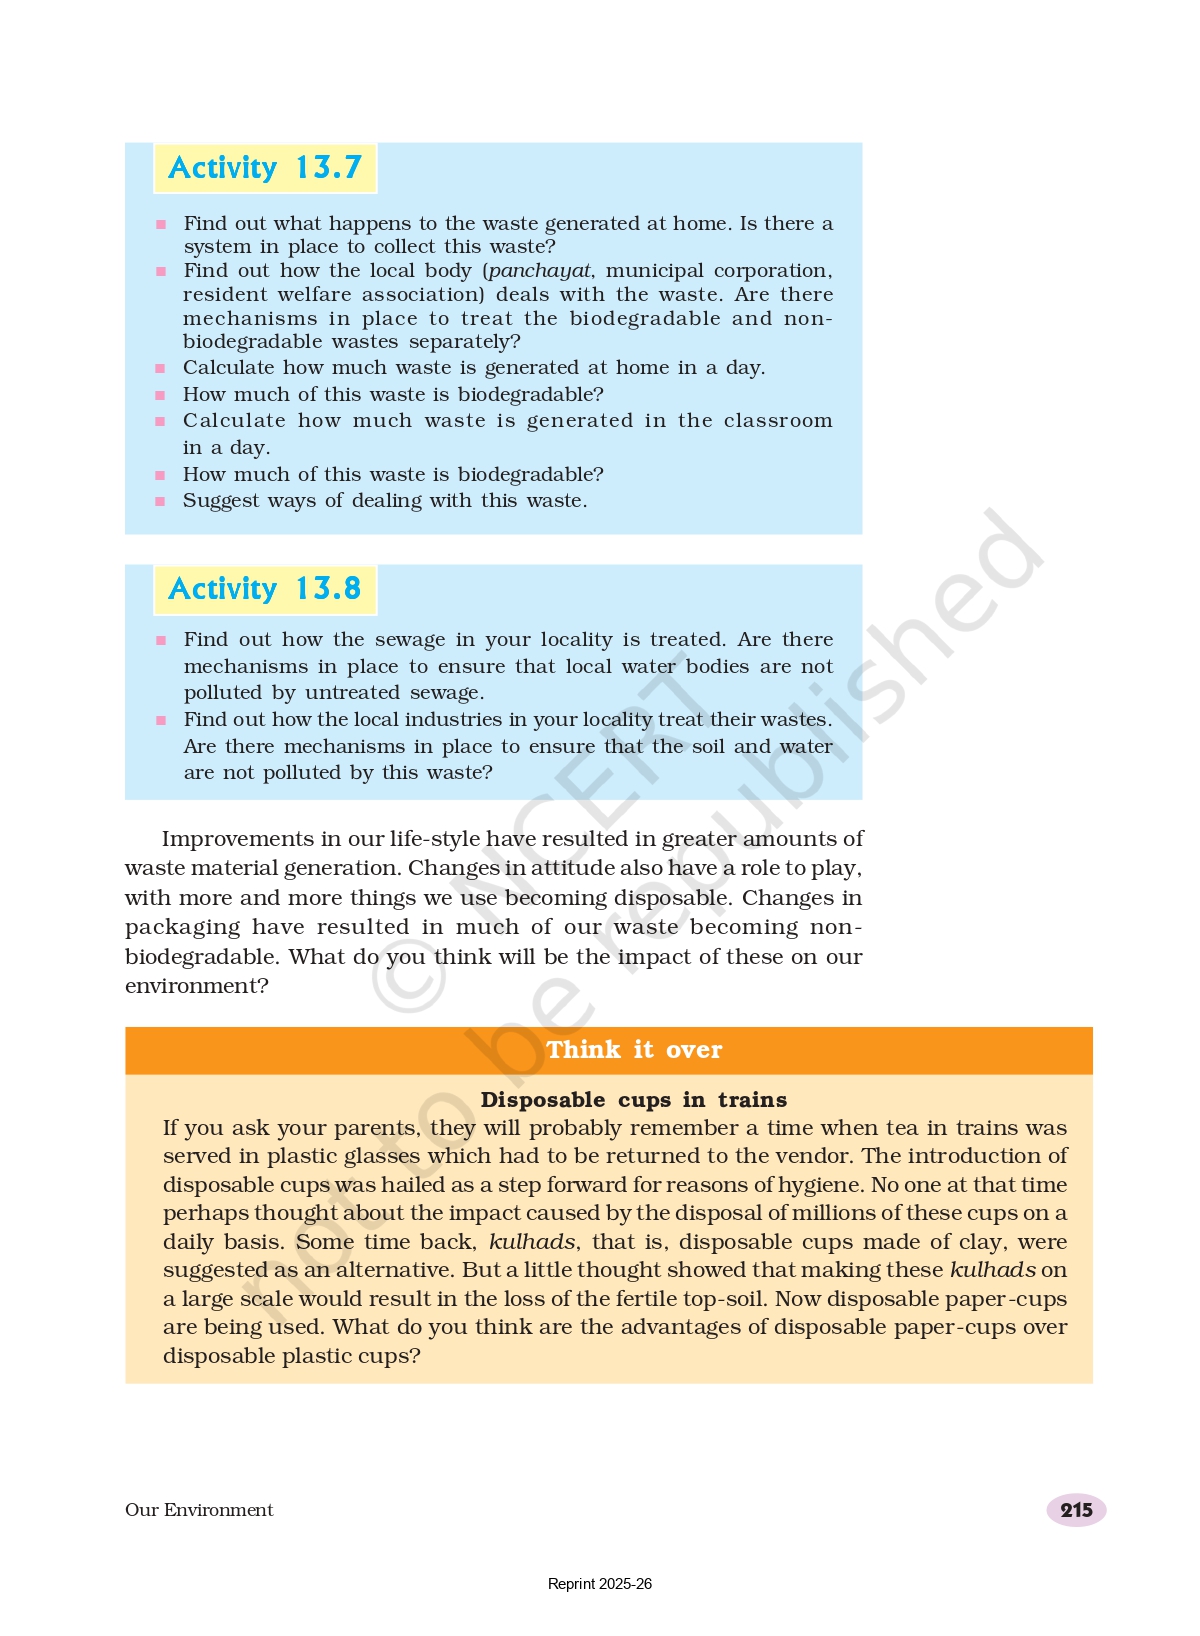 Activity 13.7
Find out what happens to the waste generated at home. Is there a
system in place to collect this waste?
Find out how the local body (panchayat, municipal corporation,
resident welfare association) deals with the waste. Are there
mechanisms in place to treat the biodegradable and non-
biodegradable wastes separately?
Calculate how much waste is generated at home in a day.
How much of this waste is biodegradable?
Calculate how much waste is generated in the classroom
in a day.
How much of this waste is biodegradable?
Suggest ways of dealing with this waste.
Activity 13.8
Find out how the sewage in your locality is treated. Are there
mechanisms in place to ensure that local water bodies are not
polluted by untreated sewage.
Find out how the local industries in your locality treat their wastes.
Are there mechanisms in place to ensure that the soil and water
are not polluted by this waste?
Improvements in our life-style have resulted in greater amounts of
waste material generation. Changes in attitude also have a role to play,
with more and more things we use becoming disposable. Changes in
packaging have resulted in much of our waste becoming non-
biodegradable. What do you think will be the impact of these on our
environment?
Think it over
Disposable cups in trains
If you ask your parents, they will probably remember a time when tea in trains was
served in plastic glasses which had to be returned to the vendor. The introduction of
disposable cups was hailed as a step forward for reasons of hygiene. No one at that time
perhaps thought about the impact caused by the disposal of millions of these cups on a
daily basis. Some time back, kulhads, that is, disposable cups made of clay, were
suggested as an alternative. But a little thought showed that making these kulhads on
a large scale would result in the loss of the fertile top-soil. Now disposable paper-cups
are being used. What do you think are the advantages of disposable paper-cups over
disposable plastic cups?
Our Environment
215
Reprint 2025-26
© NCERT
not to be republished